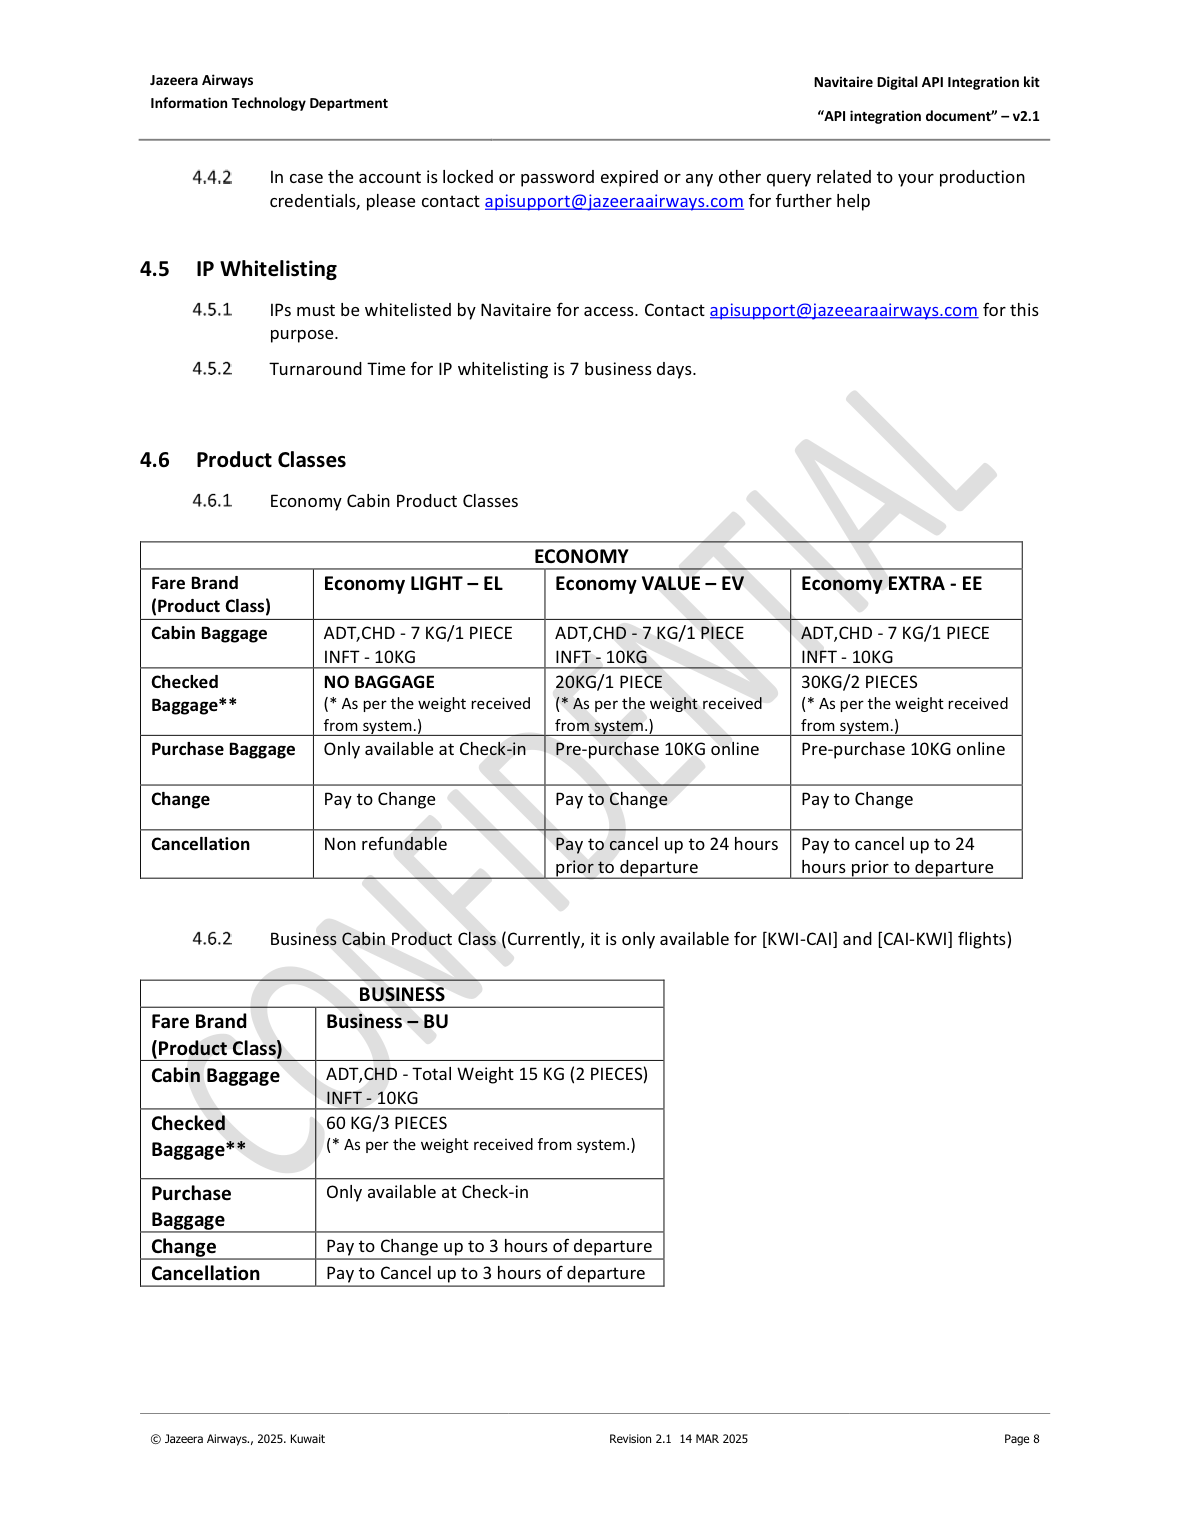 Jazeera Airways
Information Technology Department
Navitaire Digital API Integration kit
“API integration document” – v2.1
4.4.2 In case the account is locked or password expired or any other query related to your production
credentials, please contact apisupport@jazeeraairways.com for further help
4.5 IP Whitelisting
4.5.1 IPs must be whitelisted by Navitaire for access. Contact apisupport@jazeearaairways.com for this
purpose.
4.5.2 Turnaround Time for IP whitelisting is 7 business days.
4.6 Product Classes
4.6.1 Economy Cabin Product Classes
ECONOMY
Fare Brand
(Product Class)
Economy LIGHT – EL
Economy VALUE – EV
Economy EXTRA - EE
Cabin Baggage
ADT,CHD - 7 KG/1 PIECE
INFT - 10KG
ADT,CHD - 7 KG/1 PIECE
INFT - 10KG
ADT,CHD - 7 KG/1 PIECE
INFT - 10KG
Checked
Baggage**
NO BAGGAGE
(* As per the weight received
from system.)
20KG/1 PIECE
(* As per the weight received
from system.)
30KG/2 PIECES
(* As per the weight received
from system.)
Purchase Baggage
Only available at Check-in
Pre-purchase 10KG online
Pre-purchase 10KG online
Change
Pay to Change
Pay to Change
Pay to Change
Cancellation
Non refundable
Pay to cancel up to 24 hours
prior to departure
Pay to cancel up to 24
hours prior to departure
4.6.2 Business Cabin Product Class (Currently, it is only available for [KWI-CAI] and [CAI-KWI] flights)
BUSINESS
Fare Brand
(Product Class)
Business – BU
Cabin Baggage
ADT,CHD - Total Weight 15 KG (2 PIECES)
INFT - 10KG
Checked
Baggage**
60 KG/3 PIECES
(* As per the weight received from system.)
Purchase
Baggage
Only available at Check-in
Change
Pay to Change up to 3 hours of departure
Cancellation
Pay to Cancel up to 3 hours of departure
CONFIDENTIAL
© Jazeera Airways., 2025. Kuwait
Revision 2.1 14 MAR 2025
Page 8